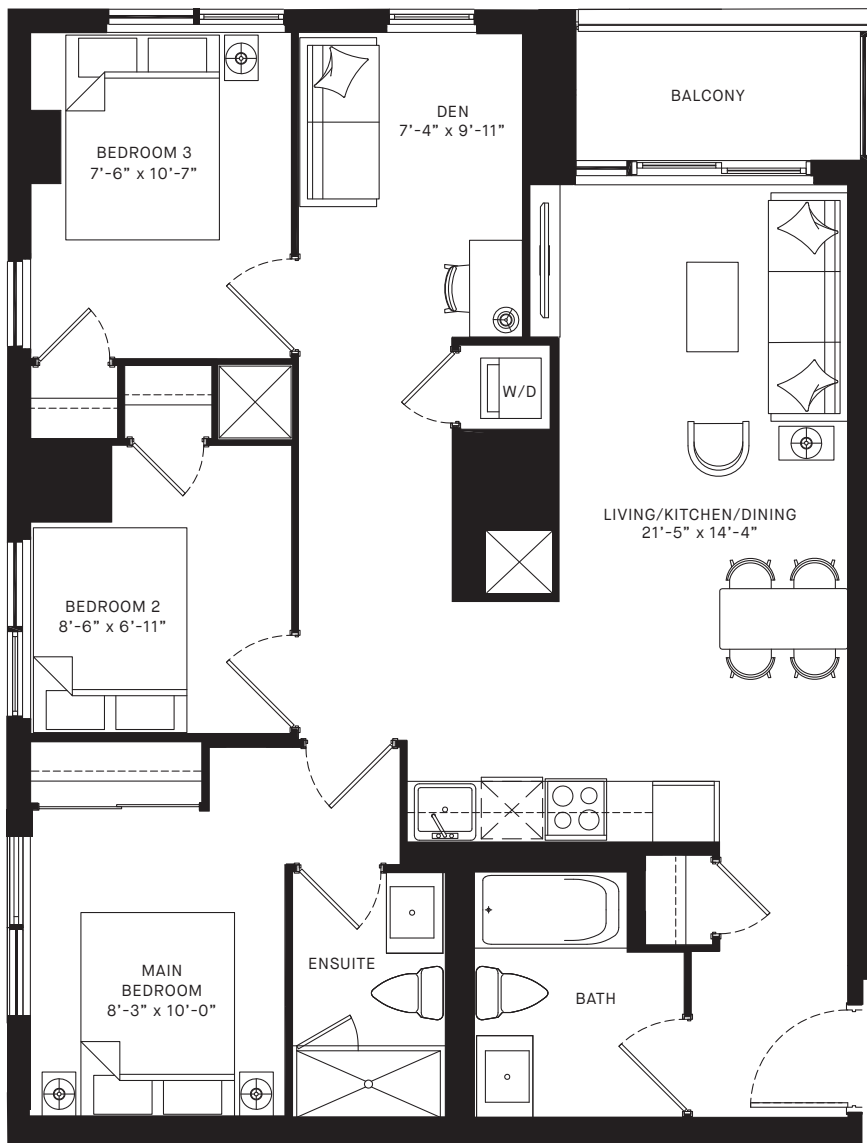 BALCONY
DEN
7'-4" x 9'-11"
BEDROOM 3
7'-6" x 10'-7"
W/D
LIVING/KITCHEN/DINING
21'-5" x 14'-4"
BEDROOM 2
8'-6" x 6'-11"
ENSUITE
MAIN
BEDROOM
8'-3" x 10'-0"
BATH